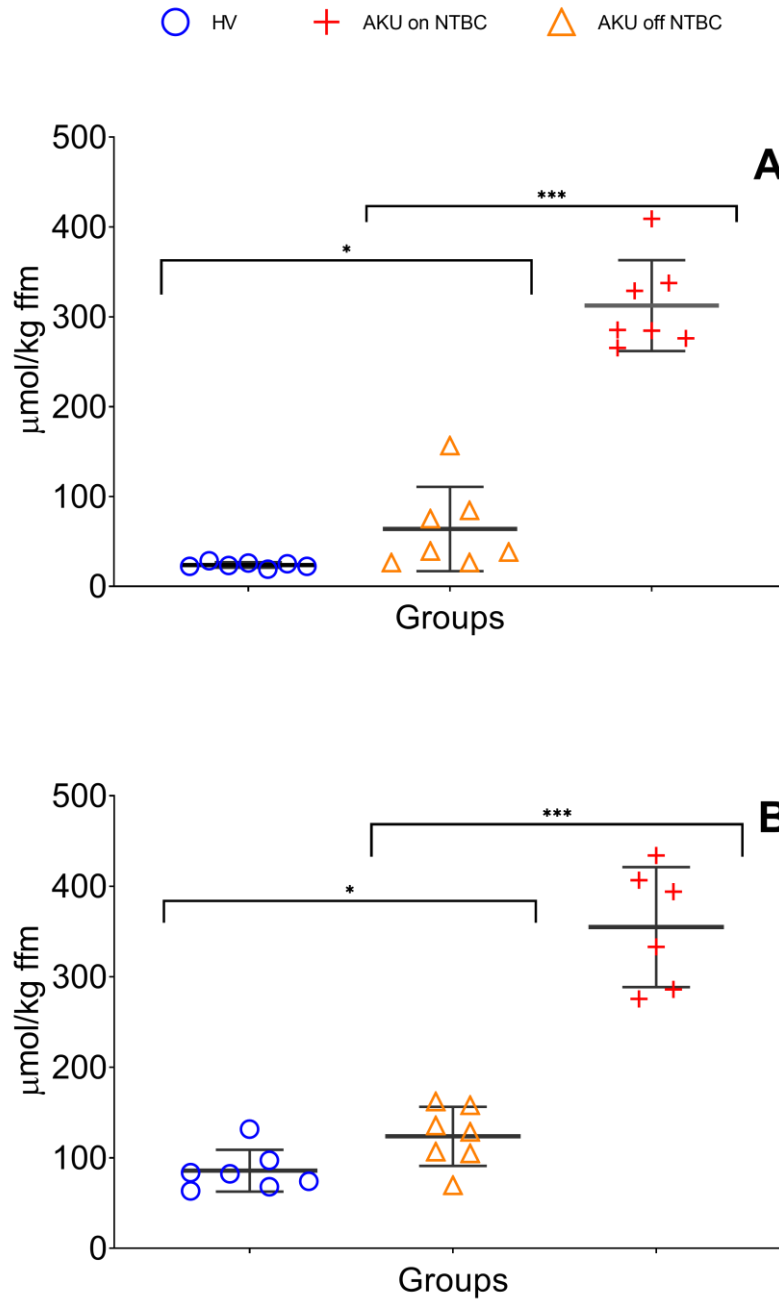 HV AKU on NTBC AKU off NTBC
A
500
400
300
200
100
0
µmol/kg ffm
*
***
Groups
B
500
400
300
200
100
0
µmol/kg ffm
*
***
Groups